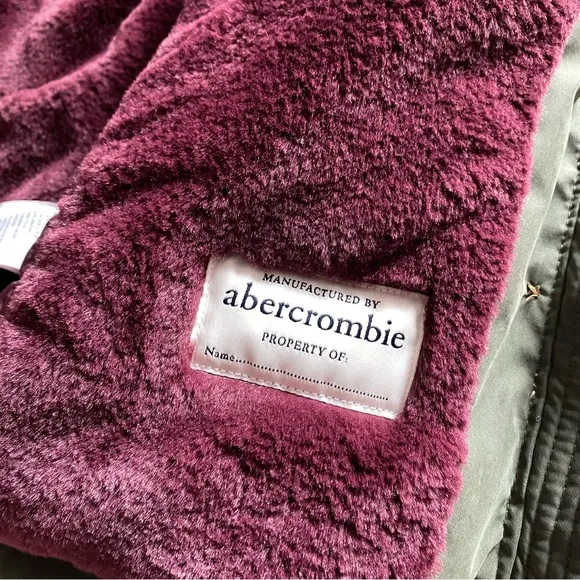 MANUFACTURED BY
abercrombie
PROPERTY OF:
Name.......................................
.......................................